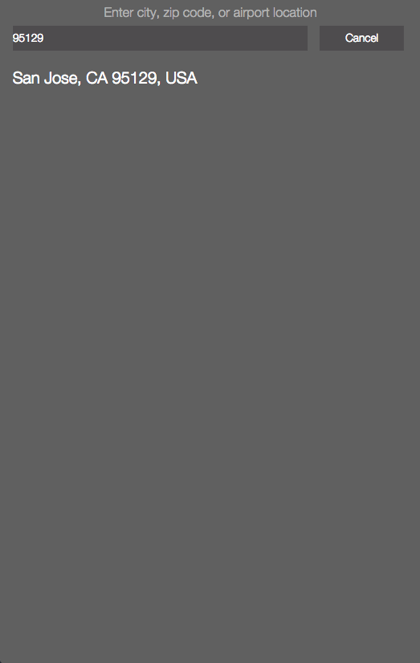 Enter city, zip code, or airport location
95129
Cancel
San Jose, CA 95129, USA